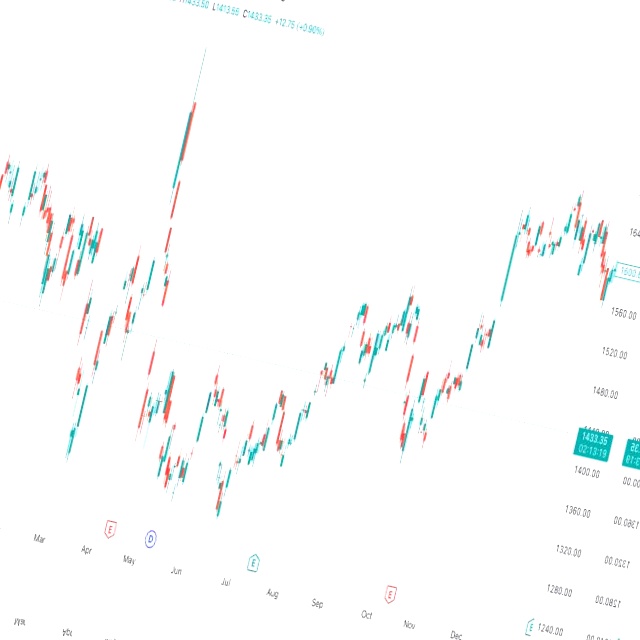 H1433.50 L1413.55 C1433.35 +12.75 (+0.90%)
1560.00
1520.00
1480.00
1433.35
02:13:19
1400.00
1360.00
1320.00
1280.00
1240.00
E
D
E
E
E
Mar
Apr
May
Jun
Jul
Aug
Sep
Oct
Nov
Dec